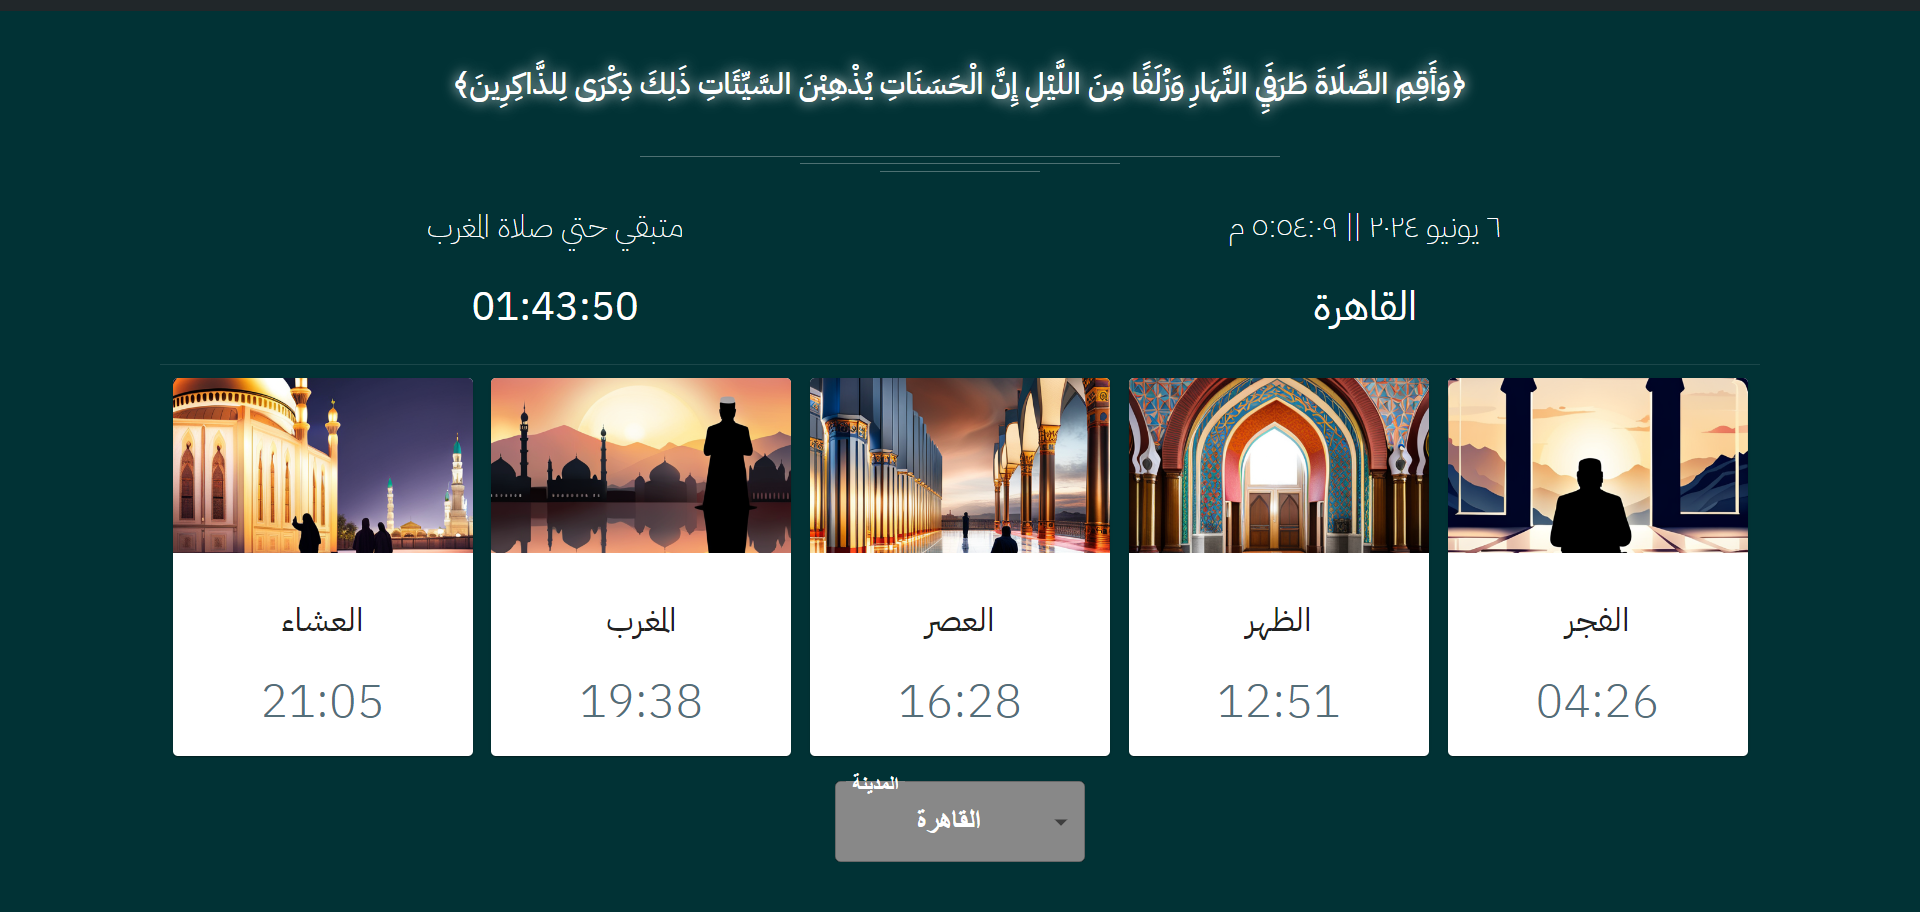 ﴿وَأَقِمِ الصَّلَاةَ طَرَفَيِ النَّهَارِ وَزُلَفًا مِنَ اللَّيْلِ إِنَّ الْحَسَنَاتِ يُذْهِبْنَ السَّيِّئَاتِ ذَلِكَ ذِكْرَى لِلذَّاكِرِينَ﴾
٦ يونيو ٢٠٢٤ || ٥:٥٤:٠٩ م
القاهرة
متبقي حتي صلاة المغرب
01:43:50
الفجر
04:26
الظهر
12:51
العصر
16:28
المغرب
19:38
العشاء
21:05
المدينة
القاهرة